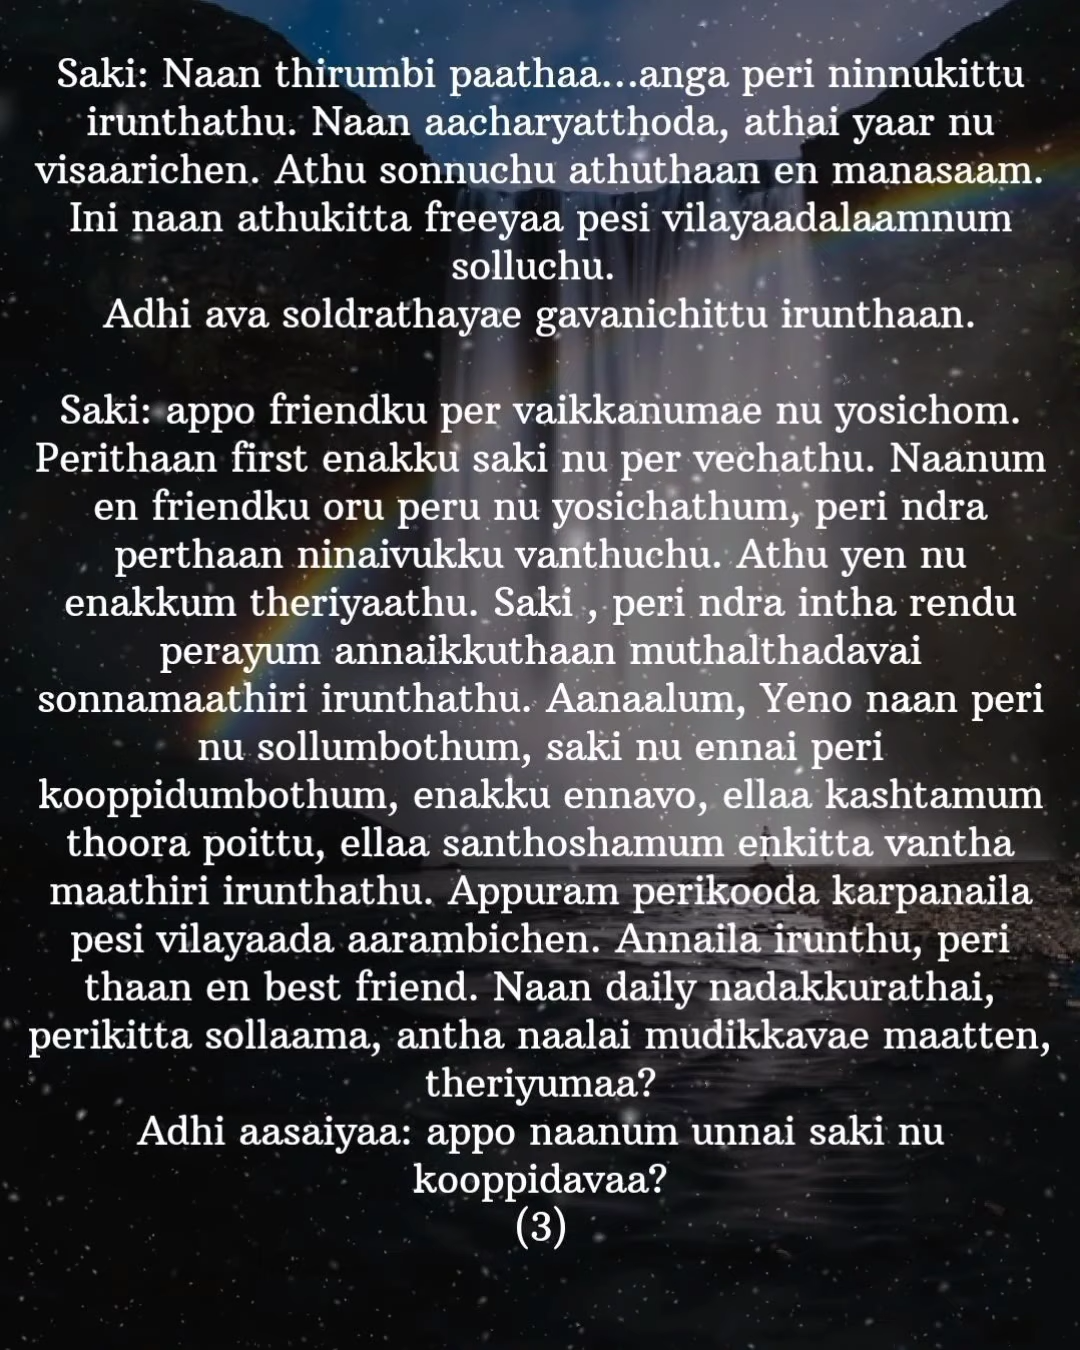 Saki: Naan thirumbi paathaa...anga peri ninnukittu
irunthathu. Naan aacharyatthoda, athai yaar nu
visaarichen. Athu sonnuchu athuthaan en manasaam.
Ini naan athukitta freeyaa pesi vilayaadalaamnum
solluchu.
Adhi ava soldrathayae gavanichittu irunthaan.
Saki: appo friendku per vaikkanumae nu yosichom.
Perithaan first enakku saki nu per vechathu. Naanum
en friendku oru peru nu yosichathum, peri ndra
perthaan ninaivukku vanthuchu. Athu yen nu
enakkum theriyaathu. Saki , peri ndra intha rendu
perayum annaikkuthaan muthalthadavai
sonnamaathiri irunthathu. Aanaalum, Yeno naan peri
nu sollumbothum, saki nu ennai peri
kooppidumbothum, enakku ennavo, ellaa kashtamum
thoora poittu, ellaa santhoshamum enkitta vantha
maathiri irunthathu. Appuram perikooda karpanaila
pesi vilayaada aarambichen. Annaila irunthu, peri
thaan en best friend. Naan daily nadakkurathai,
perikitta sollaama, antha naalai mudikkavae maatten,
theriyumaa?
Adhi aasaiyaa: appo naanum unnai saki nu
kooppidavaa?
(3)